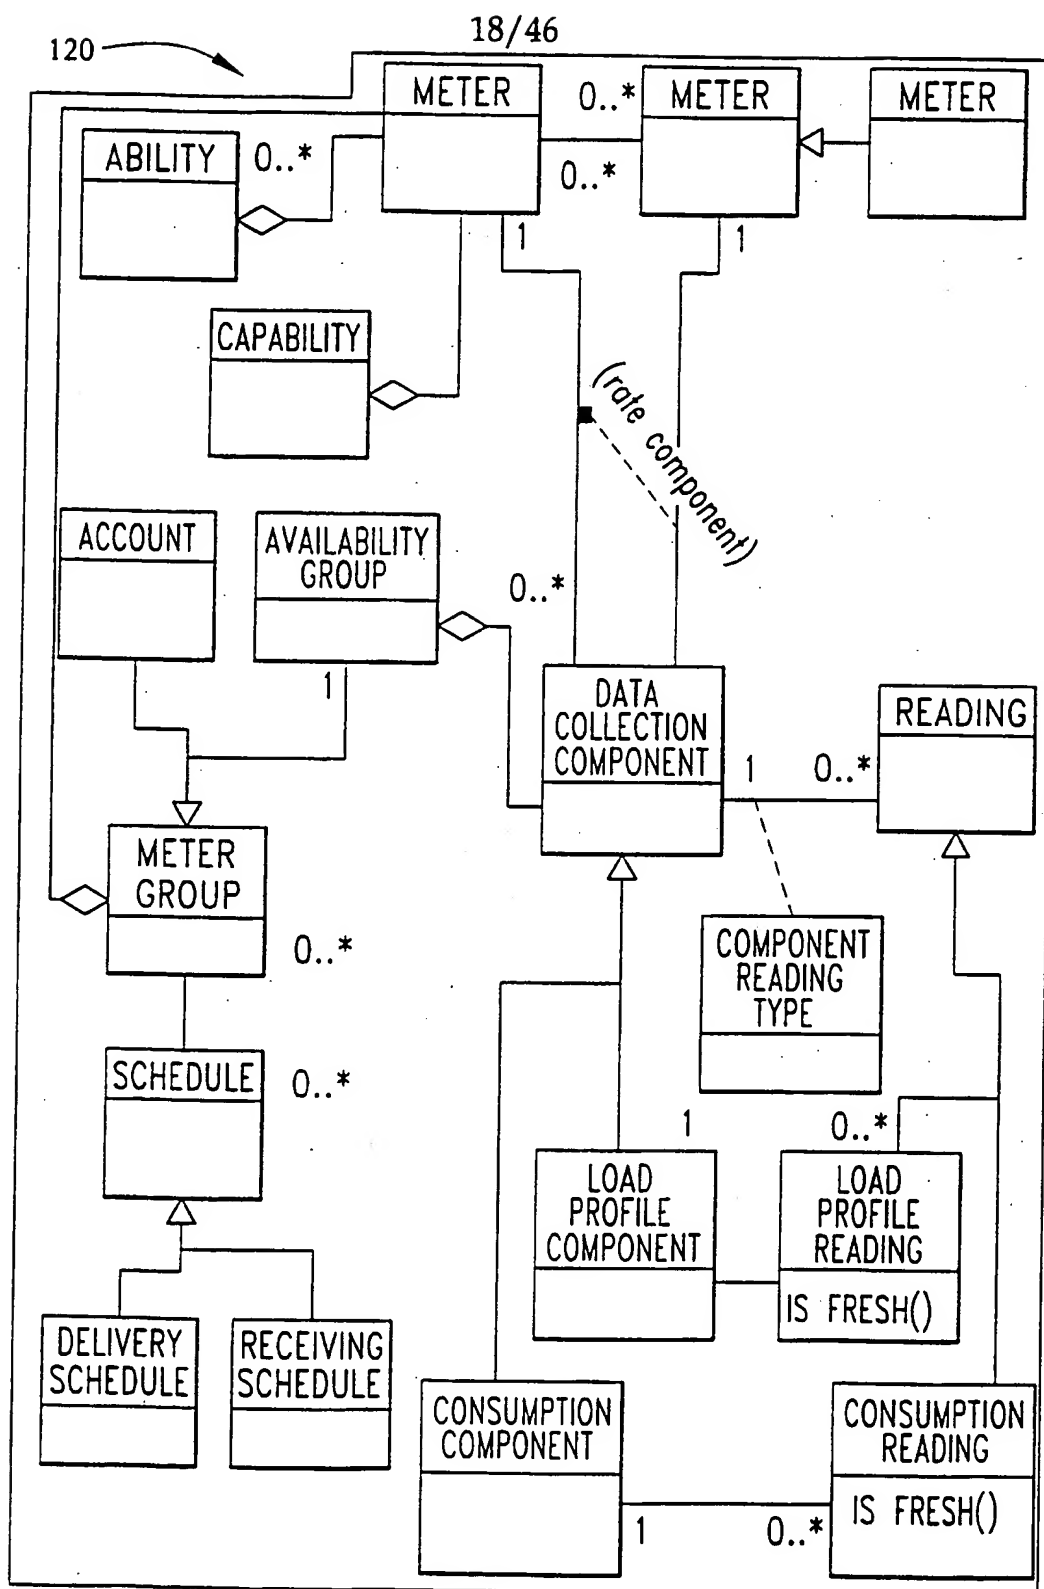 18/46
120
METER
0..*
METER
METER
ABILITY
0..*
0..*
1
1
CAPABILITY
(rate component)
ACCOUNT
AVAILABILITY
GROUP
0..*
1
DATA
COLLECTION
COMPONENT
READING
1
0..*
METER
GROUP
0..*
COMPONENT
READING
TYPE
SCHEDULE
0..*
1
0..*
LOAD
PROFILE
COMPONENT
LOAD
PROFILE
READING
IS FRESH()
DELIVERY
SCHEDULE
RECEIVING
SCHEDULE
CONSUMPTION
COMPONENT
CONSUMPTION
READING
IS FRESH()
1
0..*